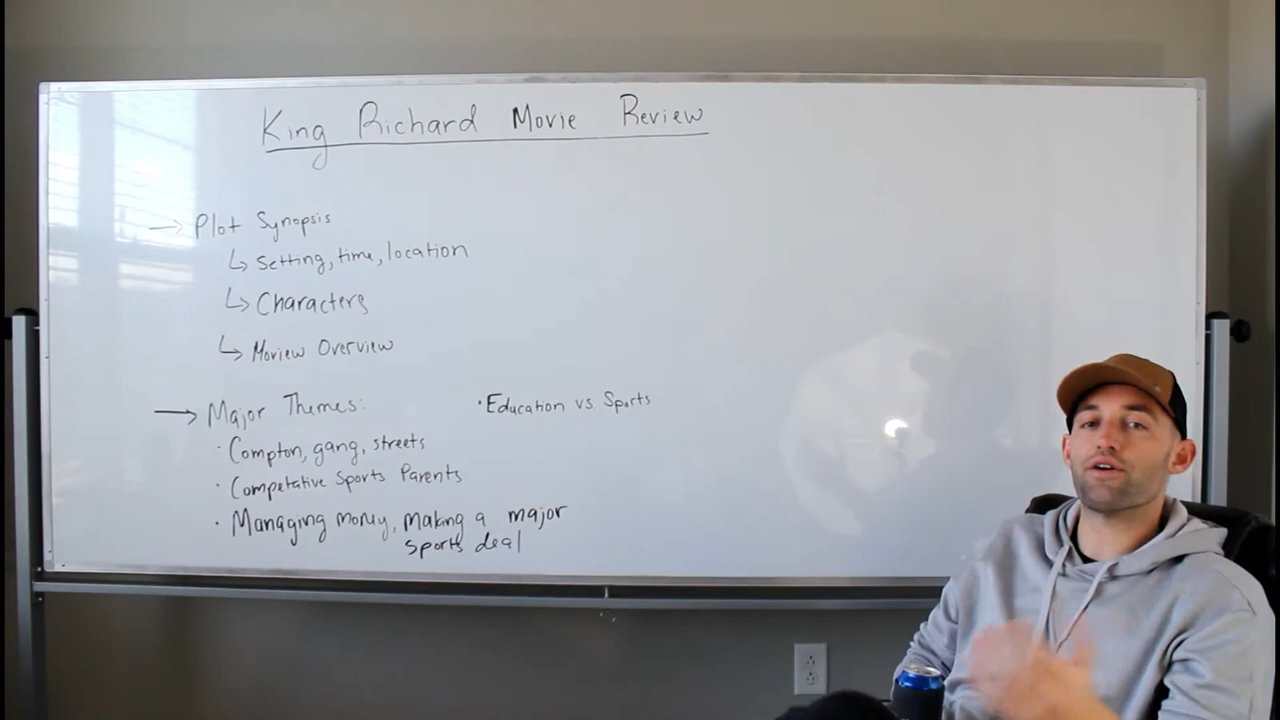 King Richard Movie Review
→ Plot Synopsis
↳ Setting, time, location
↳ Characters
↳ Moview Overview
→ Major Themes:
· Compton, gang, streets
· Competative Sports Parents
· Managing money, making a major
sports deal
· Education vs. Sports